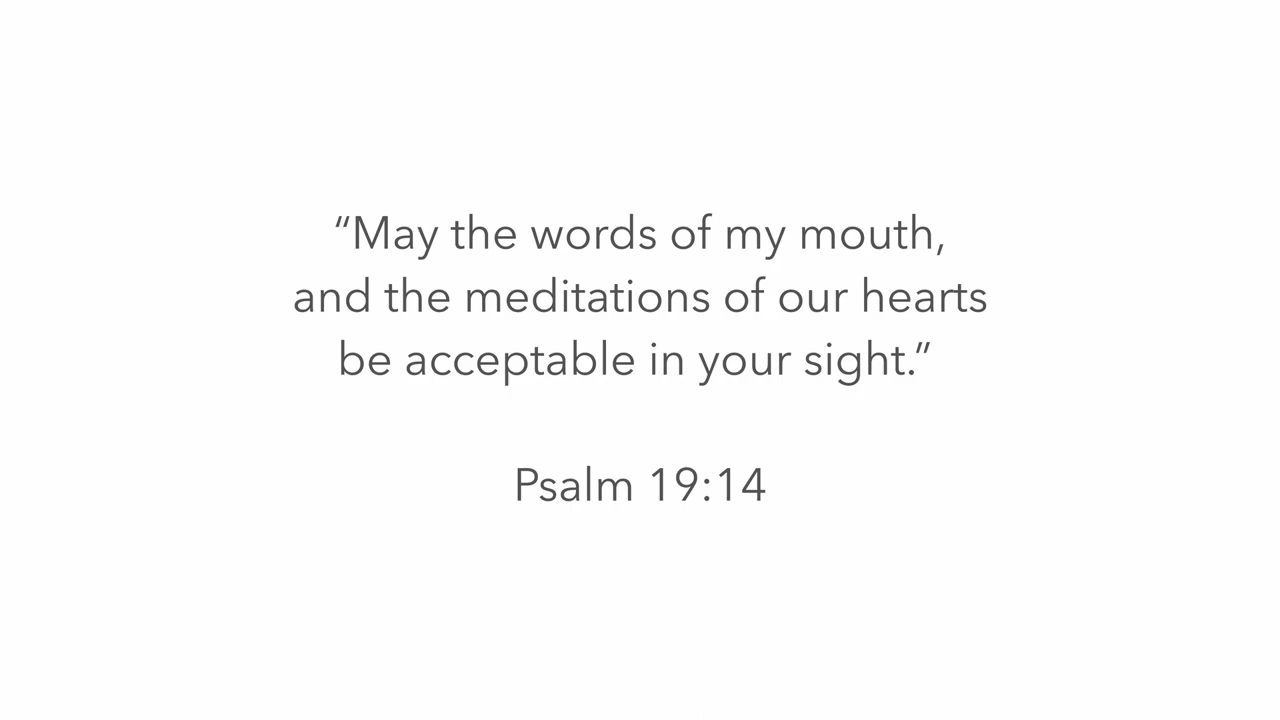 “May the words of my mouth,
and the meditations of our hearts
be acceptable in your sight.”
Psalm 19:14